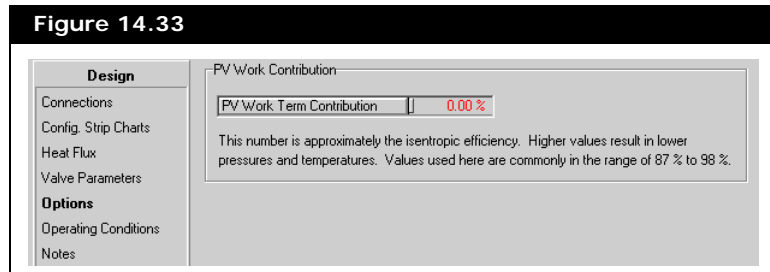 Figure 14.33
Design
Connections
Config. Strip Charts
Heat Flux
Valve Parameters
Options
Operating Conditions
Notes
PV Work Contribution
PV Work Term Contribution 0.00 %
This number is approximately the isentropic efficiency. Higher values result in lower
pressures and temperatures. Values used here are commonly in the range of 87 % to 98 %.